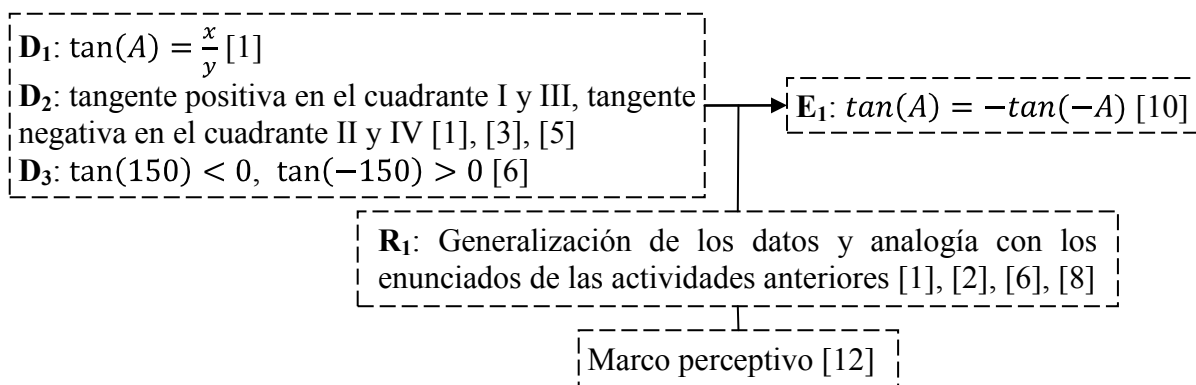 D₁: tan(A) = x/y [1]
D₂: tangente positiva en el cuadrante I y III, tangente
negativa en el cuadrante II y IV [1], [3], [5]
D₃: tan(150) < 0, tan(−150) > 0 [6]
E₁: tan(A) = −tan(−A) [10]
R₁: Generalización de los datos y analogía con los
enunciados de las actividades anteriores [1], [2], [6], [8]
Marco perceptivo [12]